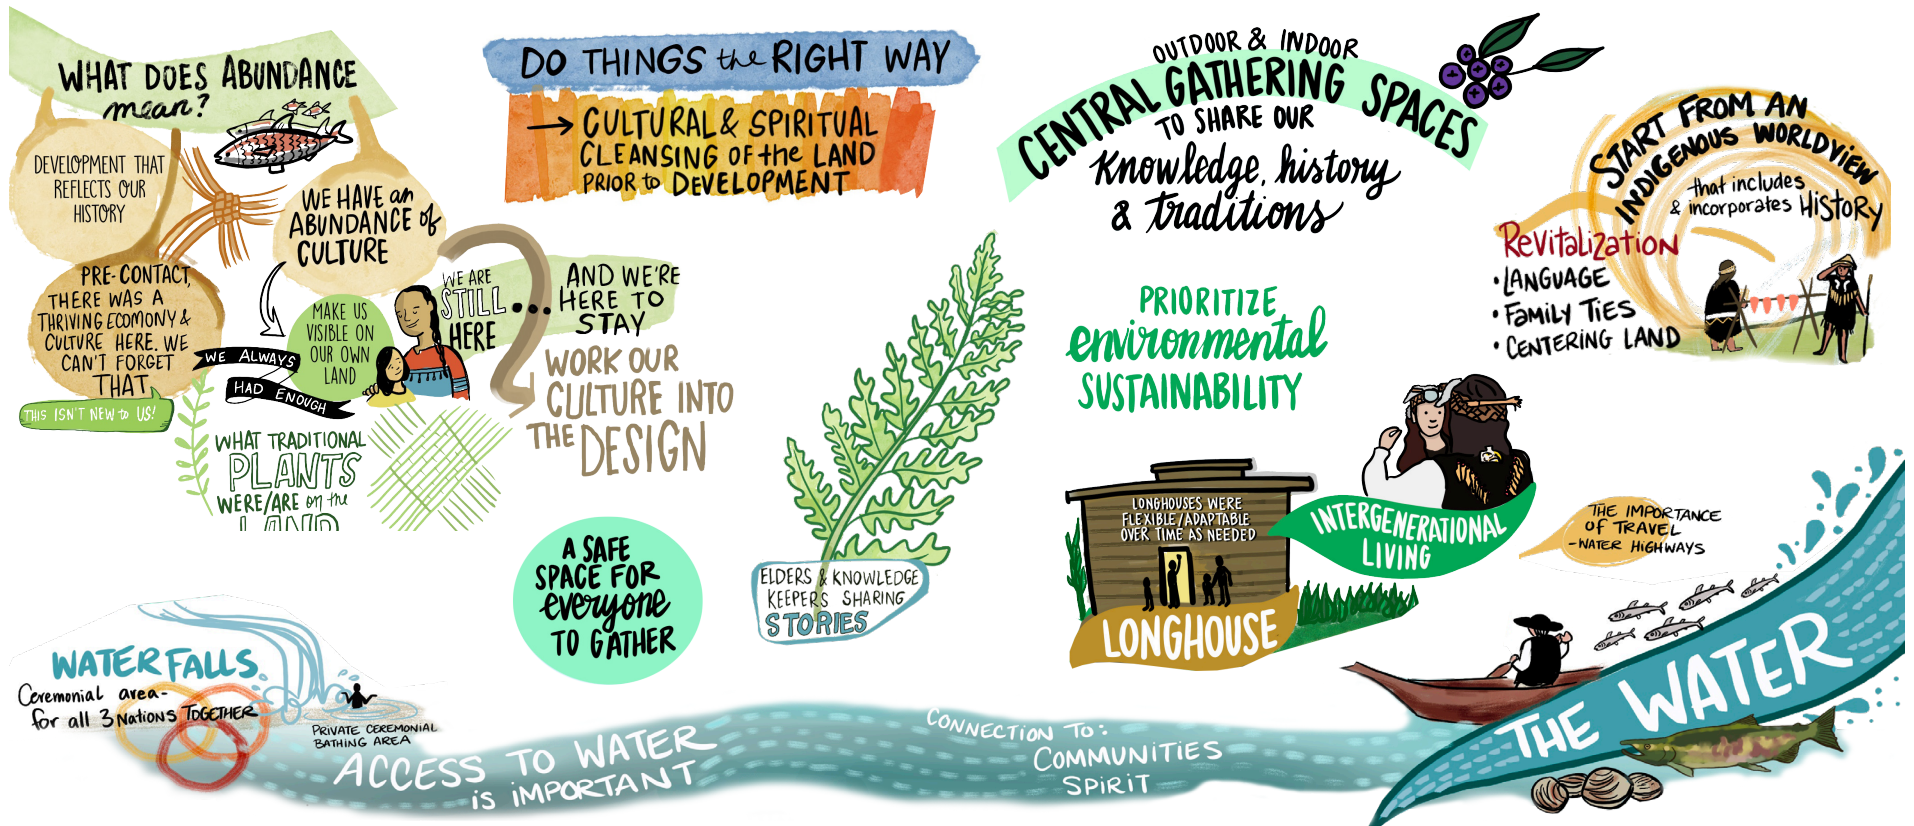 WHAT DOES ABUNDANCE
mean?
DEVELOPMENT THAT
REFLECTS OUR
HISTORY
WE HAVE an
ABUNDANCE of
CULTURE
PRE-CONTACT,
THERE WAS A
THRIVING ECOMONY &
CULTURE HERE. WE
CAN'T FORGET
THAT
THIS ISN'T NEW to US!
WE ALWAYS
HAD ENOUGH
MAKE US
VISIBLE ON
OUR OWN
LAND
WE ARE
STILL
HERE
...
AND WE'RE
HERE TO
STAY
WORK OUR
CULTURE INTO
THE DESIGN
WHAT TRADITIONAL
PLANTS
WERE/ARE on the
LAND
DO THINGS the RIGHT WAY
→ CULTURAL & SPIRITUAL
CLEANSING OF the LAND
PRIOR to DEVELOPMENT
A SAFE
SPACE FOR
everyone
TO GATHER
ELDERS & KNOWLEDGE
KEEPERS SHARING
STORIES
OUTDOOR & INDOOR
CENTRAL GATHERING SPACES
TO SHARE OUR
Knowledge, history
& traditions
PRIORITIZE
environmental
SUSTAINABILITY
START FROM AN
INDIGENOUS WORLDVIEW
that includes
& incorporates HISTORY
REVITALIZATION
• LANGUAGE
• FAMILY TIES
• CENTERING LAND
LONGHOUSES WERE
FLEXIBLE/ADAPTABLE
OVER TIME AS NEEDED
LONGHOUSE
INTERGENERATIONAL
LIVING
THE IMPORTANCE
OF TRAVEL
- WATER HIGHWAYS
WATERFALLS
Ceremonial area-
for all 3 Nations TOGETHER
PRIVATE CEREMONIAL
BATHING AREA
ACCESS TO WATER
is IMPORTANT
CONNECTION TO:
COMMUNITIES
SPIRIT
THE WATER